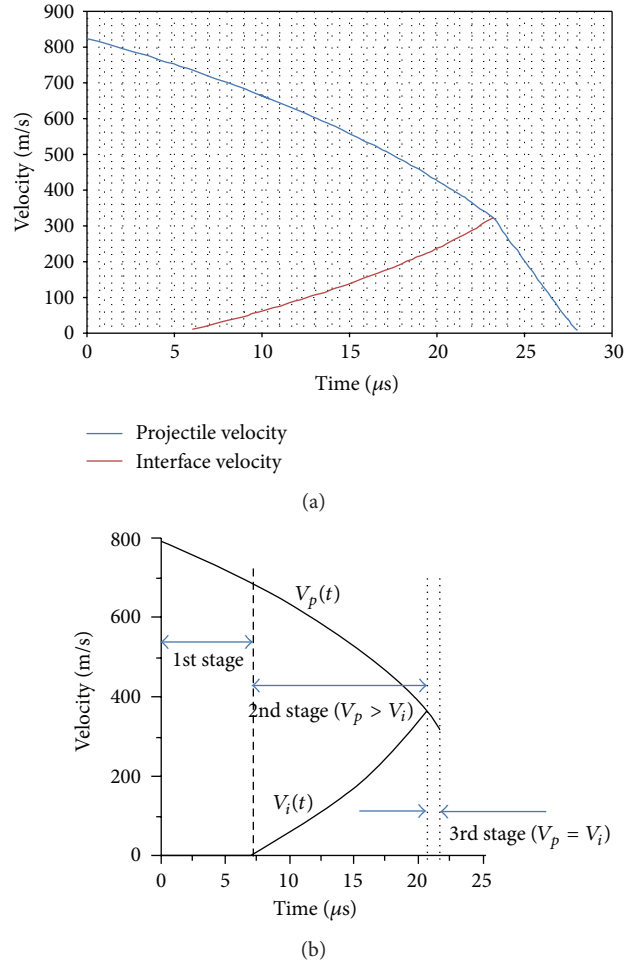 900
800
700
600
500
400
300
200
100
0
Velocity (m/s)
0 5 10 15 20 25 30
Time (μs)
Projectile velocity
Interface velocity
(a)
800
600
400
200
0
Velocity (m/s)
V_p(t)
1st stage
2nd stage (V_p > V_i)
V_i(t)
3rd stage (V_p = V_i)
0 5 10 15 20 25
Time (μs)
(b)